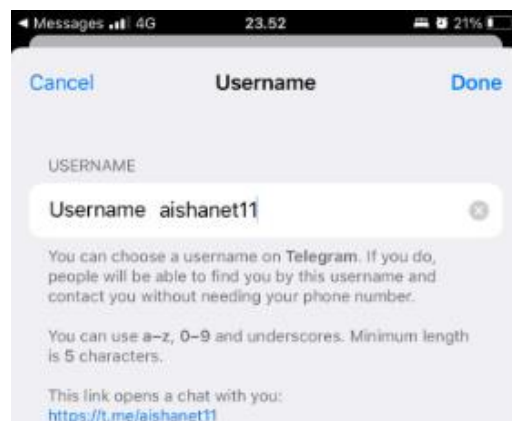 Messages 4G 23.52 21%
Cancel Username Done
USERNAME
Username aishanet11
You can choose a username on Telegram. If you do,
people will be able to find you by this username and
contact you without needing your phone number.
You can use a–z, 0–9 and underscores. Minimum length
is 5 characters.
This link opens a chat with you:
https://t.me/aishanet11